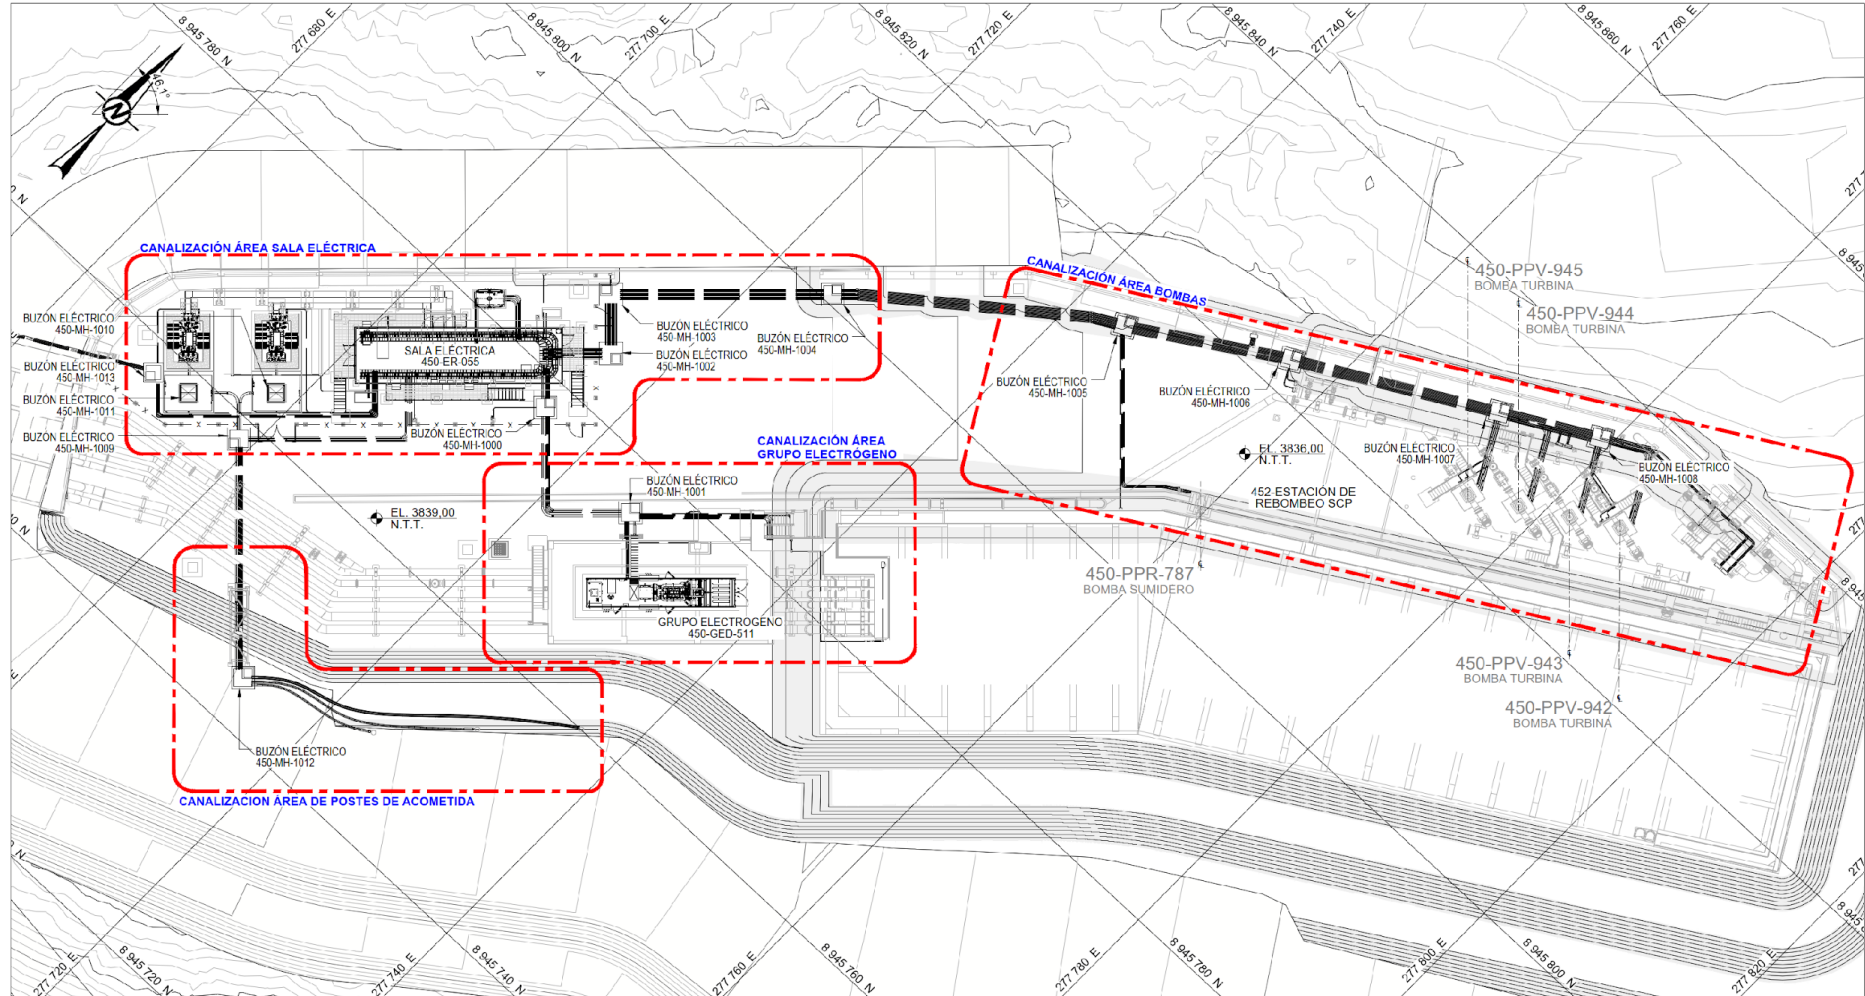 8 945 780 N
277 680 E
8 945 800 N
277 700 E
8 945 820 N
277 720 E
8 945 840 N
277 740 E
8 945 860 N
277 760 E
46.1°
N
CANALIZACIÓN ÁREA SALA ELÉCTRICA
CANALIZACIÓN ÁREA BOMBAS
450-PPV-945
BOMBA TURBINA
450-PPV-944
BOMBA TURBINA
BUZÓN ELÉCTRICO
450-MH-1010
BUZÓN ELÉCTRICO
450-MH-1013
BUZÓN ELÉCTRICO
450-MH-1011
BUZÓN ELÉCTRICO
450-MH-1009
SALA ELÉCTRICA
450-ER-055
BUZÓN ELÉCTRICO
450-MH-1003
BUZÓN ELÉCTRICO
450-MH-1002
BUZÓN ELÉCTRICO
450-MH-1004
BUZÓN ELÉCTRICO
450-MH-1000
BUZÓN ELÉCTRICO
450-MH-1005
BUZÓN ELÉCTRICO
450-MH-1006
BUZÓN ELÉCTRICO
450-MH-1007
BUZÓN ELÉCTRICO
450-MH-1008
CANALIZACIÓN ÁREA
GRUPO ELECTRÓGENO
BUZÓN ELÉCTRICO
450-MH-1001
EL. 3836,00
N.T.T.
EL. 3839,00
N.T.T.
452-ESTACIÓN DE
REBOMBEO SCP
450-PPR-787
BOMBA SUMIDERO
GRUPO ELECTROGENO
450-GED-511
450-PPV-943
BOMBA TURBINA
450-PPV-942
BOMBA TURBINA
BUZÓN ELÉCTRICO
450-MH-1012
CANALIZACION ÁREA DE POSTES DE ACOMETIDA
277 720 E
8 945 720 N
277 740 E
8 945 740 N
277 760 E
8 945 760 N
277 780 E
8 945 780 N
277 800 E
8 945 800 N
277 820 E